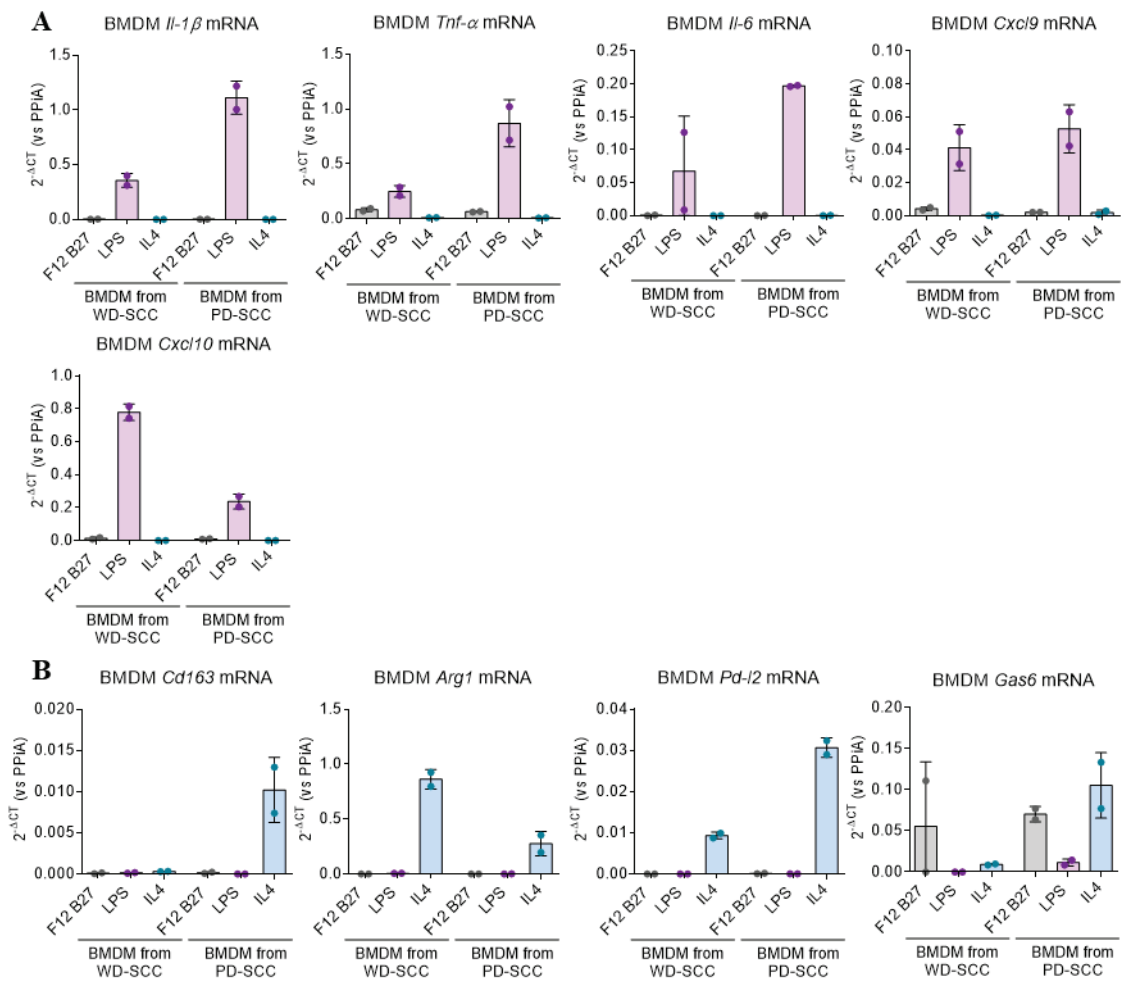 A
BMDM Il-1β mRNA
2-ΔCT (vs PPiA)
1.5
1.0
0.5
0.0
F12 B27
LPS
IL4
F12 B27
LPS
IL4
BMDM from
WD-SCC
BMDM from
PD-SCC
BMDM Tnf-α mRNA
2-ΔCT (vs PPiA)
1.5
1.0
0.5
0.0
F12 B27
LPS
IL4
F12 B27
LPS
IL4
BMDM from
WD-SCC
BMDM from
PD-SCC
BMDM Il-6 mRNA
2-ΔCT (vs PPiA)
0.25
0.20
0.15
0.10
0.05
0.00
F12 B27
LPS
IL4
F12 B27
LPS
IL4
BMDM from
WD-SCC
BMDM from
PD-SCC
BMDM Cxcl9 mRNA
2-ΔCT (vs PPiA)
0.10
0.08
0.06
0.04
0.02
0.00
F12 B27
LPS
IL4
F12 B27
LPS
IL4
BMDM from
WD-SCC
BMDM from
PD-SCC
BMDM Cxcl10 mRNA
2-ΔCT (vs PPiA)
1.0
0.8
0.6
0.4
0.2
0.0
F12 B27
LPS
IL4
F12 B27
LPS
IL4
BMDM from
WD-SCC
BMDM from
PD-SCC
B
BMDM Cd163 mRNA
2-ΔCT (vs PPiA)
0.020
0.015
0.010
0.005
0.000
F12 B27
LPS
IL4
F12 B27
LPS
IL4
BMDM from
WD-SCC
BMDM from
PD-SCC
BMDM Arg1 mRNA
2-ΔCT (vs PPiA)
1.5
1.0
0.5
0.0
F12 B27
LPS
IL4
F12 B27
LPS
IL4
BMDM from
WD-SCC
BMDM from
PD-SCC
BMDM Pd-l2 mRNA
2-ΔCT (vs PPiA)
0.04
0.03
0.02
0.01
0.00
F12 B27
LPS
IL4
F12 B27
LPS
IL4
BMDM from
WD-SCC
BMDM from
PD-SCC
BMDM Gas6 mRNA
2-ΔCT (vs PPiA)
0.20
0.15
0.10
0.05
0.00
F12 B27
LPS
IL4
F12 B27
LPS
IL4
BMDM from
WD-SCC
BMDM from
PD-SCC